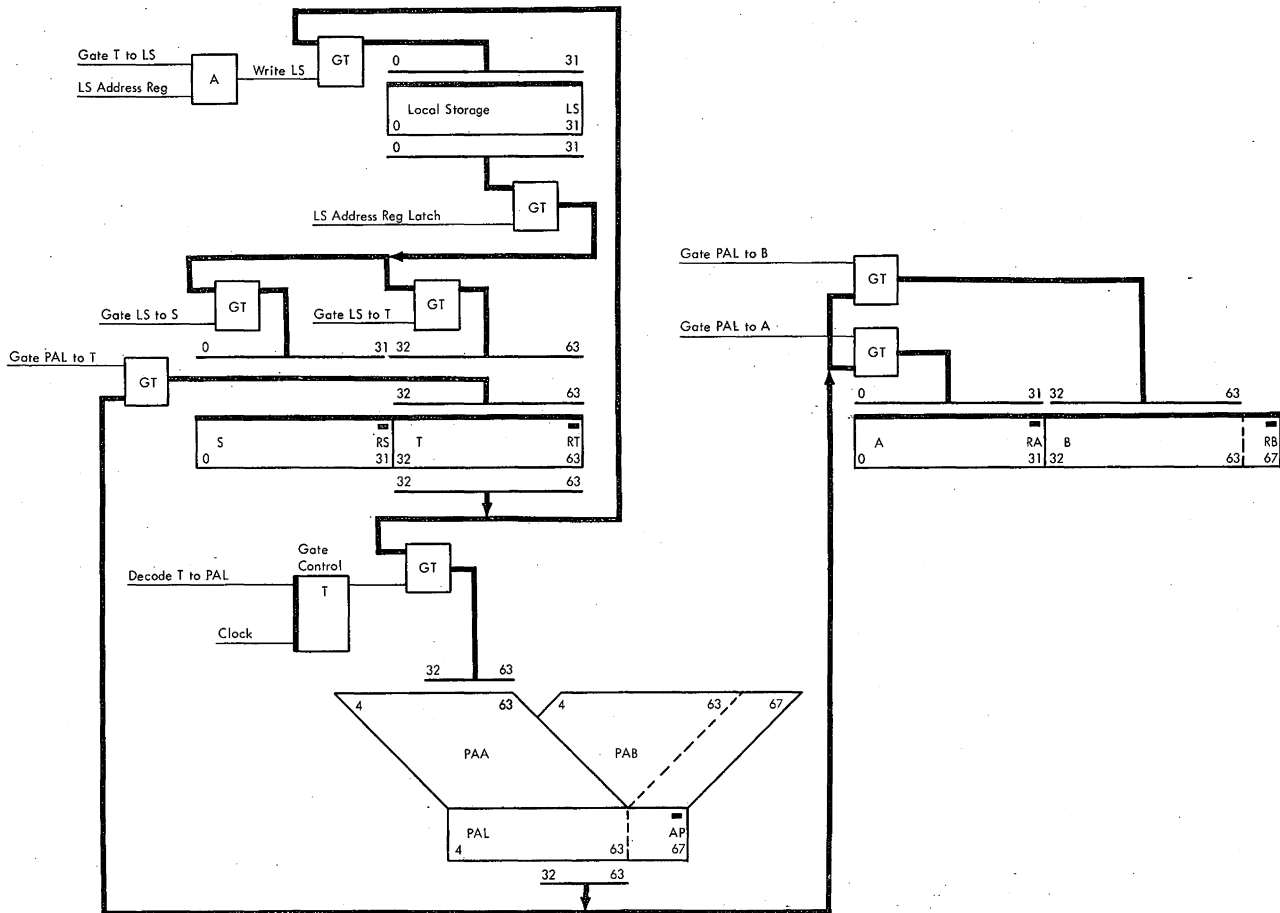 Gate T to LS
LS Address Reg
A
Write LS
GT
0 31
Local Storage LS
0 31
0 31
GT
LS Address Reg Latch
Gate LS to S
GT
Gate LS to T
GT
0 31 32 63
Gate PAL to T
GT
32 63
S RS T RT
0 31 32 63
32 63
Gate PAL to B
GT
Gate PAL to A
GT
0 31 32 63
A RA B RB
0 31 32 63 67
Gate
Control
Decode T to PAL
T
Clock
GT
32 63
4 63 4 63 67
PAA PAB
PAL AP
4 63 67
32 63